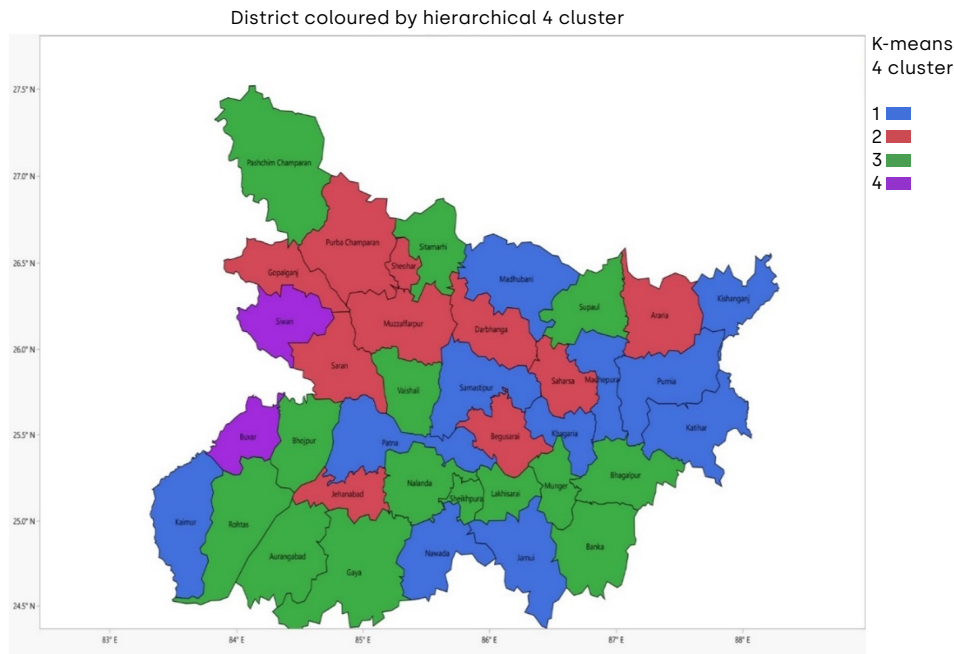 District coloured by hierarchical 4 cluster
K-means
4 cluster
1
2
3
4
27.5° N
27.0° N
26.5° N
26.0° N
25.5° N
25.0° N
24.5° N
83° E
84° E
85° E
86° E
87° E
88° E
Pashchim Champaran
Purba Champaran
Sitamarhi
Sheohar
Gopalganj
Madhubani
Kishanganj
Supaul
Araria
Siwan
Muzzaffarpur
Darbhanga
Saran
Vaishali
Samastipur
Saharsa
Madhepura
Purnia
Buxar
Bhojpur
Patna
Begusarai
Khagaria
Katihar
Jehanabad
Nalanda
Sheikhpura
Lakhisarai
Munger
Bhagalpur
Kaimur
Rohtas
Aurangabad
Gaya
Nawada
Jamui
Banka